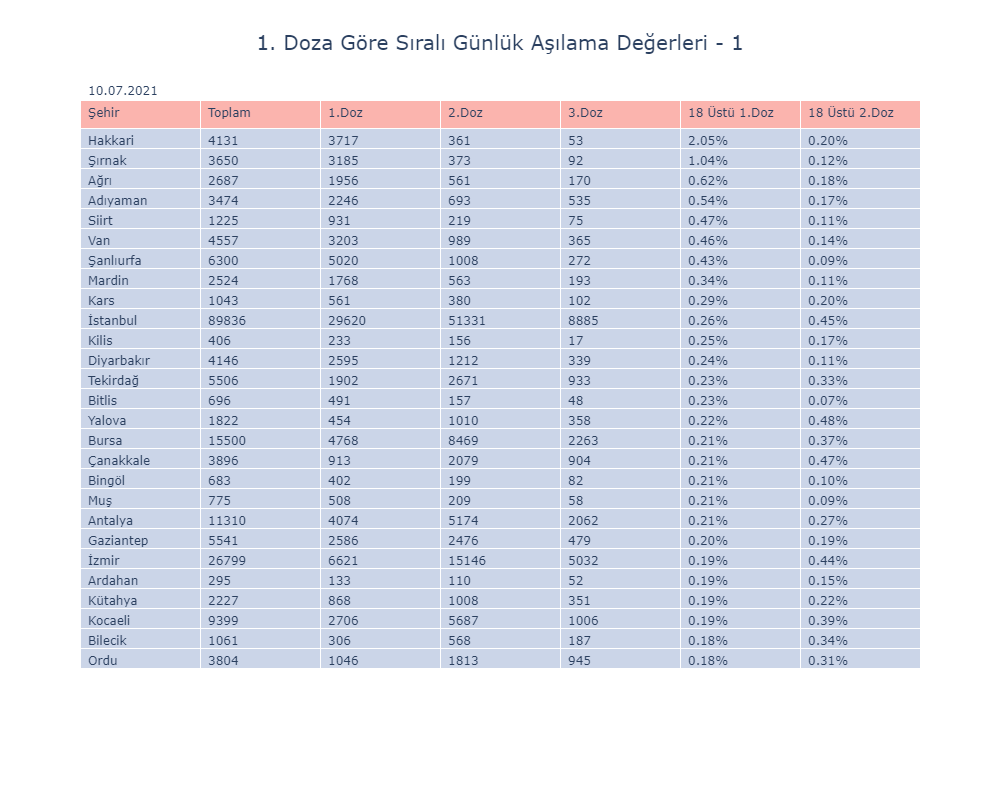 1. Doza Göre Sıralı Günlük Aşılama Değerleri - 1
10.07.2021
Şehir Toplam 1.Doz 2.Doz 3.Doz 18 Üstü 1.Doz 18 Üstü 2.Doz
Hakkari 4131 3717 361 53 2.05% 0.20%
Şırnak 3650 3185 373 92 1.04% 0.12%
Ağrı 2687 1956 561 170 0.62% 0.18%
Adıyaman 3474 2246 693 535 0.54% 0.17%
Siirt 1225 931 219 75 0.47% 0.11%
Van 4557 3203 989 365 0.46% 0.14%
Şanlıurfa 6300 5020 1008 272 0.43% 0.09%
Mardin 2524 1768 563 193 0.34% 0.11%
Kars 1043 561 380 102 0.29% 0.20%
İstanbul 89836 29620 51331 8885 0.26% 0.45%
Kilis 406 233 156 17 0.25% 0.17%
Diyarbakır 4146 2595 1212 339 0.24% 0.11%
Tekirdağ 5506 1902 2671 933 0.23% 0.33%
Bitlis 696 491 157 48 0.23% 0.07%
Yalova 1822 454 1010 358 0.22% 0.48%
Bursa 15500 4768 8469 2263 0.21% 0.37%
Çanakkale 3896 913 2079 904 0.21% 0.47%
Bingöl 683 402 199 82 0.21% 0.10%
Muş 775 508 209 58 0.21% 0.09%
Antalya 11310 4074 5174 2062 0.21% 0.27%
Gaziantep 5541 2586 2476 479 0.20% 0.19%
İzmir 26799 6621 15146 5032 0.19% 0.44%
Ardahan 295 133 110 52 0.19% 0.15%
Kütahya 2227 868 1008 351 0.19% 0.22%
Kocaeli 9399 2706 5687 1006 0.19% 0.39%
Bilecik 1061 306 568 187 0.18% 0.34%
Ordu 3804 1046 1813 945 0.18% 0.31%